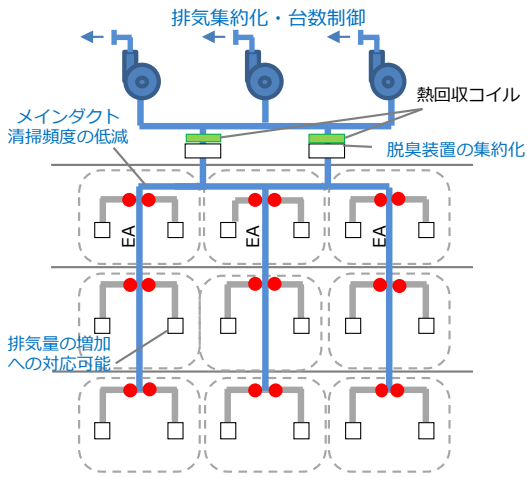 排気集約化・台数制御
熱回収コイル
メインダクト
清掃頻度の低減
脱臭装置の集約化
EA
EA
EA
排気量の増加
への対応可能